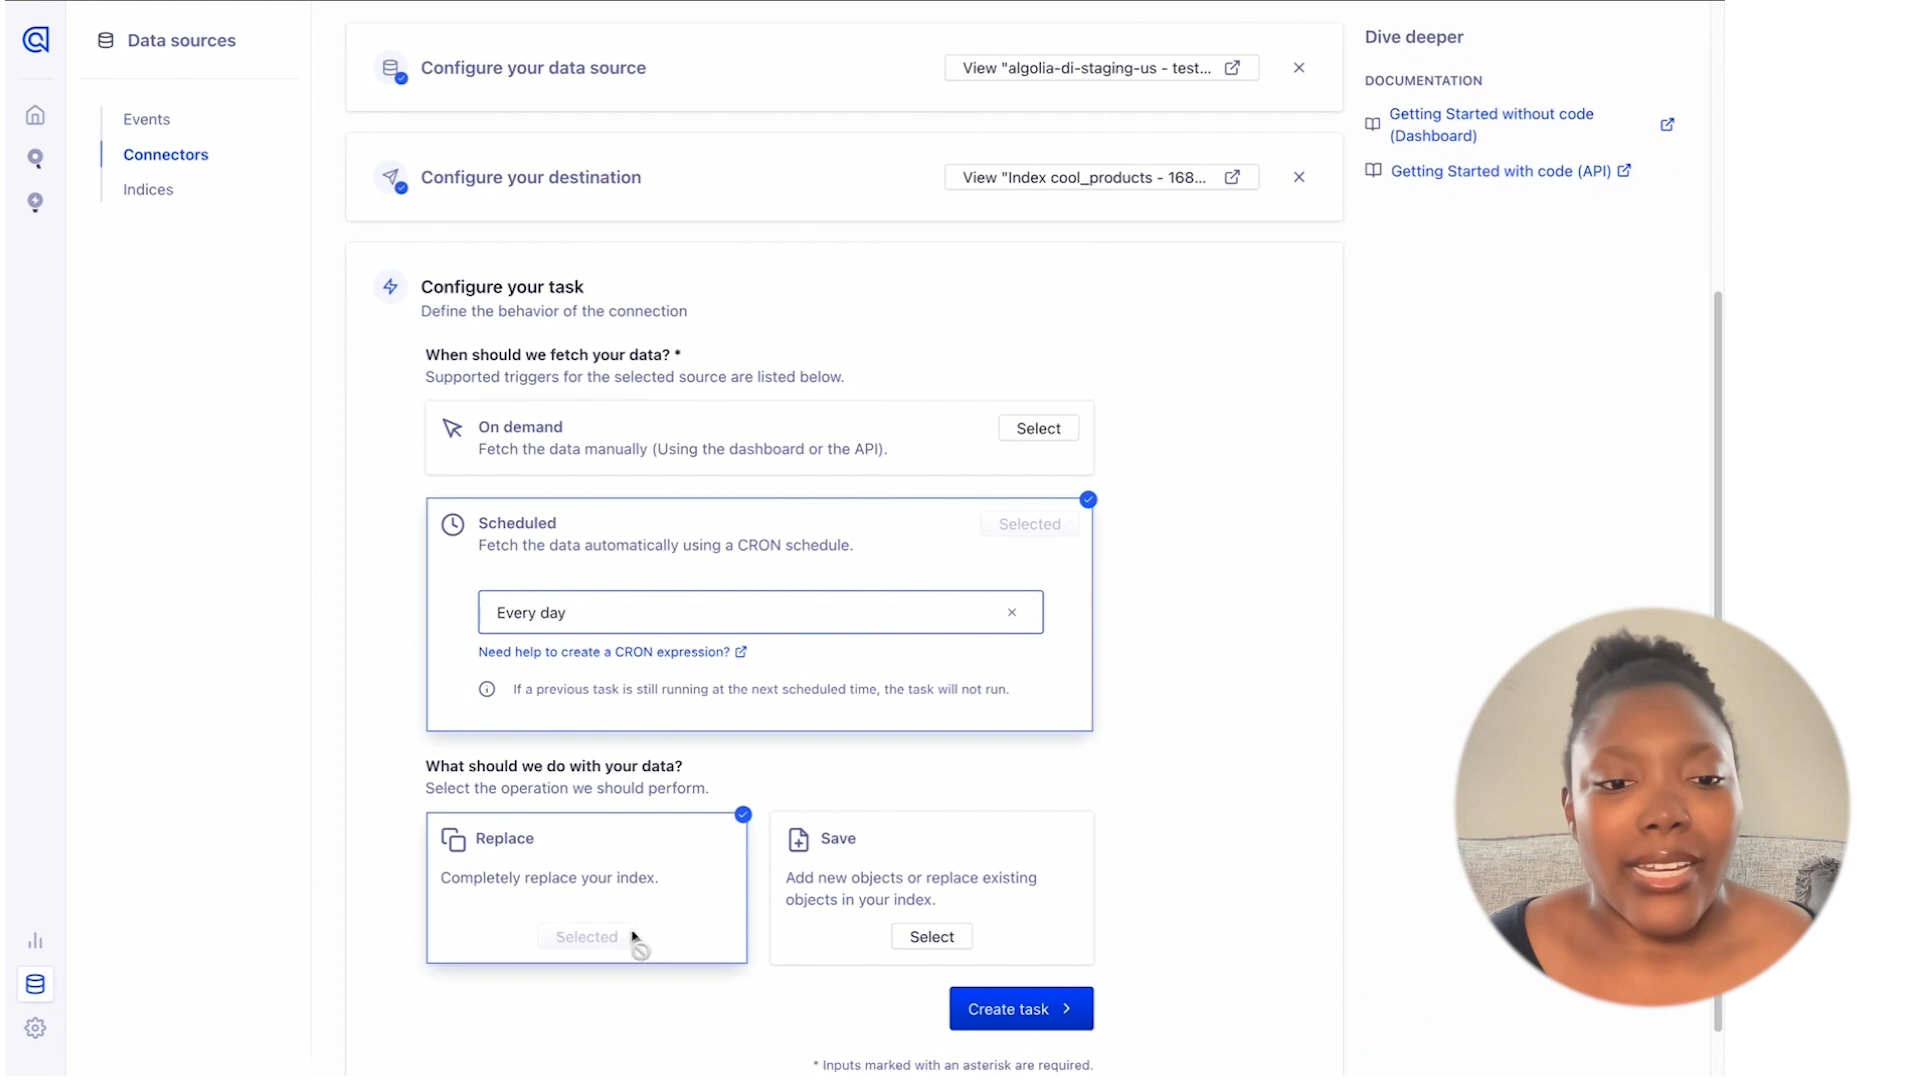 Data sources
Events
Connectors
Indices
Configure your data source
View "algolia-di-staging-us - test...
Configure your destination
View "Index cool_products - 168...
Configure your task
Define the behavior of the connection
When should we fetch your data? *
Supported triggers for the selected source are listed below.
On demand
Select
Fetch the data manually (Using the dashboard or the API).
Scheduled
Selected
Fetch the data automatically using a CRON schedule.
Every day
Need help to create a CRON expression?
If a previous task is still running at the next scheduled time, the task will not run.
What should we do with your data?
Select the operation we should perform.
Replace
Completely replace your index.
Selected
Save
Add new objects or replace existing
objects in your index.
Select
Create task
* Inputs marked with an asterisk are required.
Dive deeper
DOCUMENTATION
Getting Started without code
(Dashboard)
Getting Started with code (API)